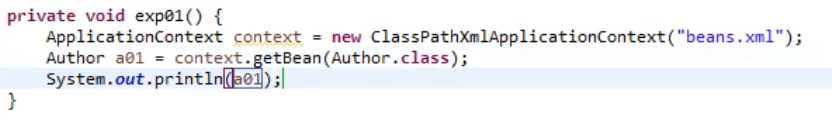 private void exp01() {
    ApplicationContext context = new ClassPathXmlApplicationContext("beans.xml");
    Author a01 = context.getBean(Author.class);
    System.out.println(a01);
}